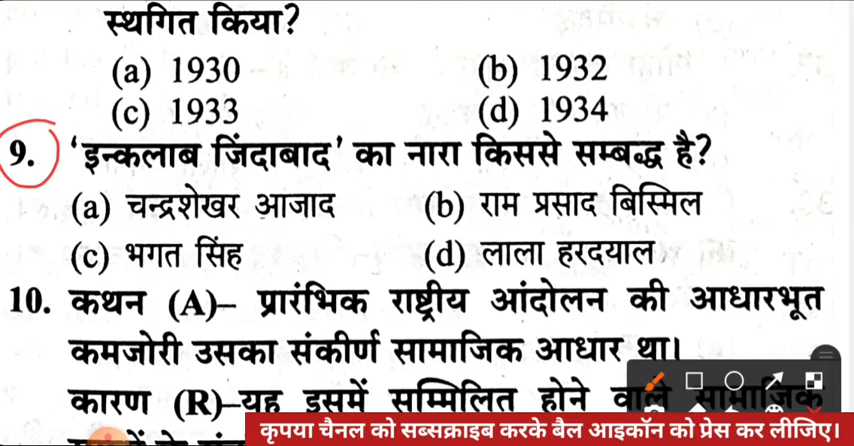 स्थगित किया?
(a) 1930 (b) 1932
(c) 1933 (d) 1934
9. ‘इन्कलाब जिंदाबाद’ का नारा किससे सम्बद्ध है?
(a) चन्द्रशेखर आजाद (b) राम प्रसाद बिस्मिल
(c) भगत सिंह (d) लाला हरदयाल
10. कथन (A)– प्रारंभिक राष्ट्रीय आंदोलन की आधारभूत
कमजोरी उसका संकीर्ण सामाजिक आधार था।
कारण (R)–यह इसमें सम्मिलित होने वाले सामाजिक
कृपया चैनल को सब्सक्राइब करके बैल आइकॉन को प्रेस कर लीजिए।